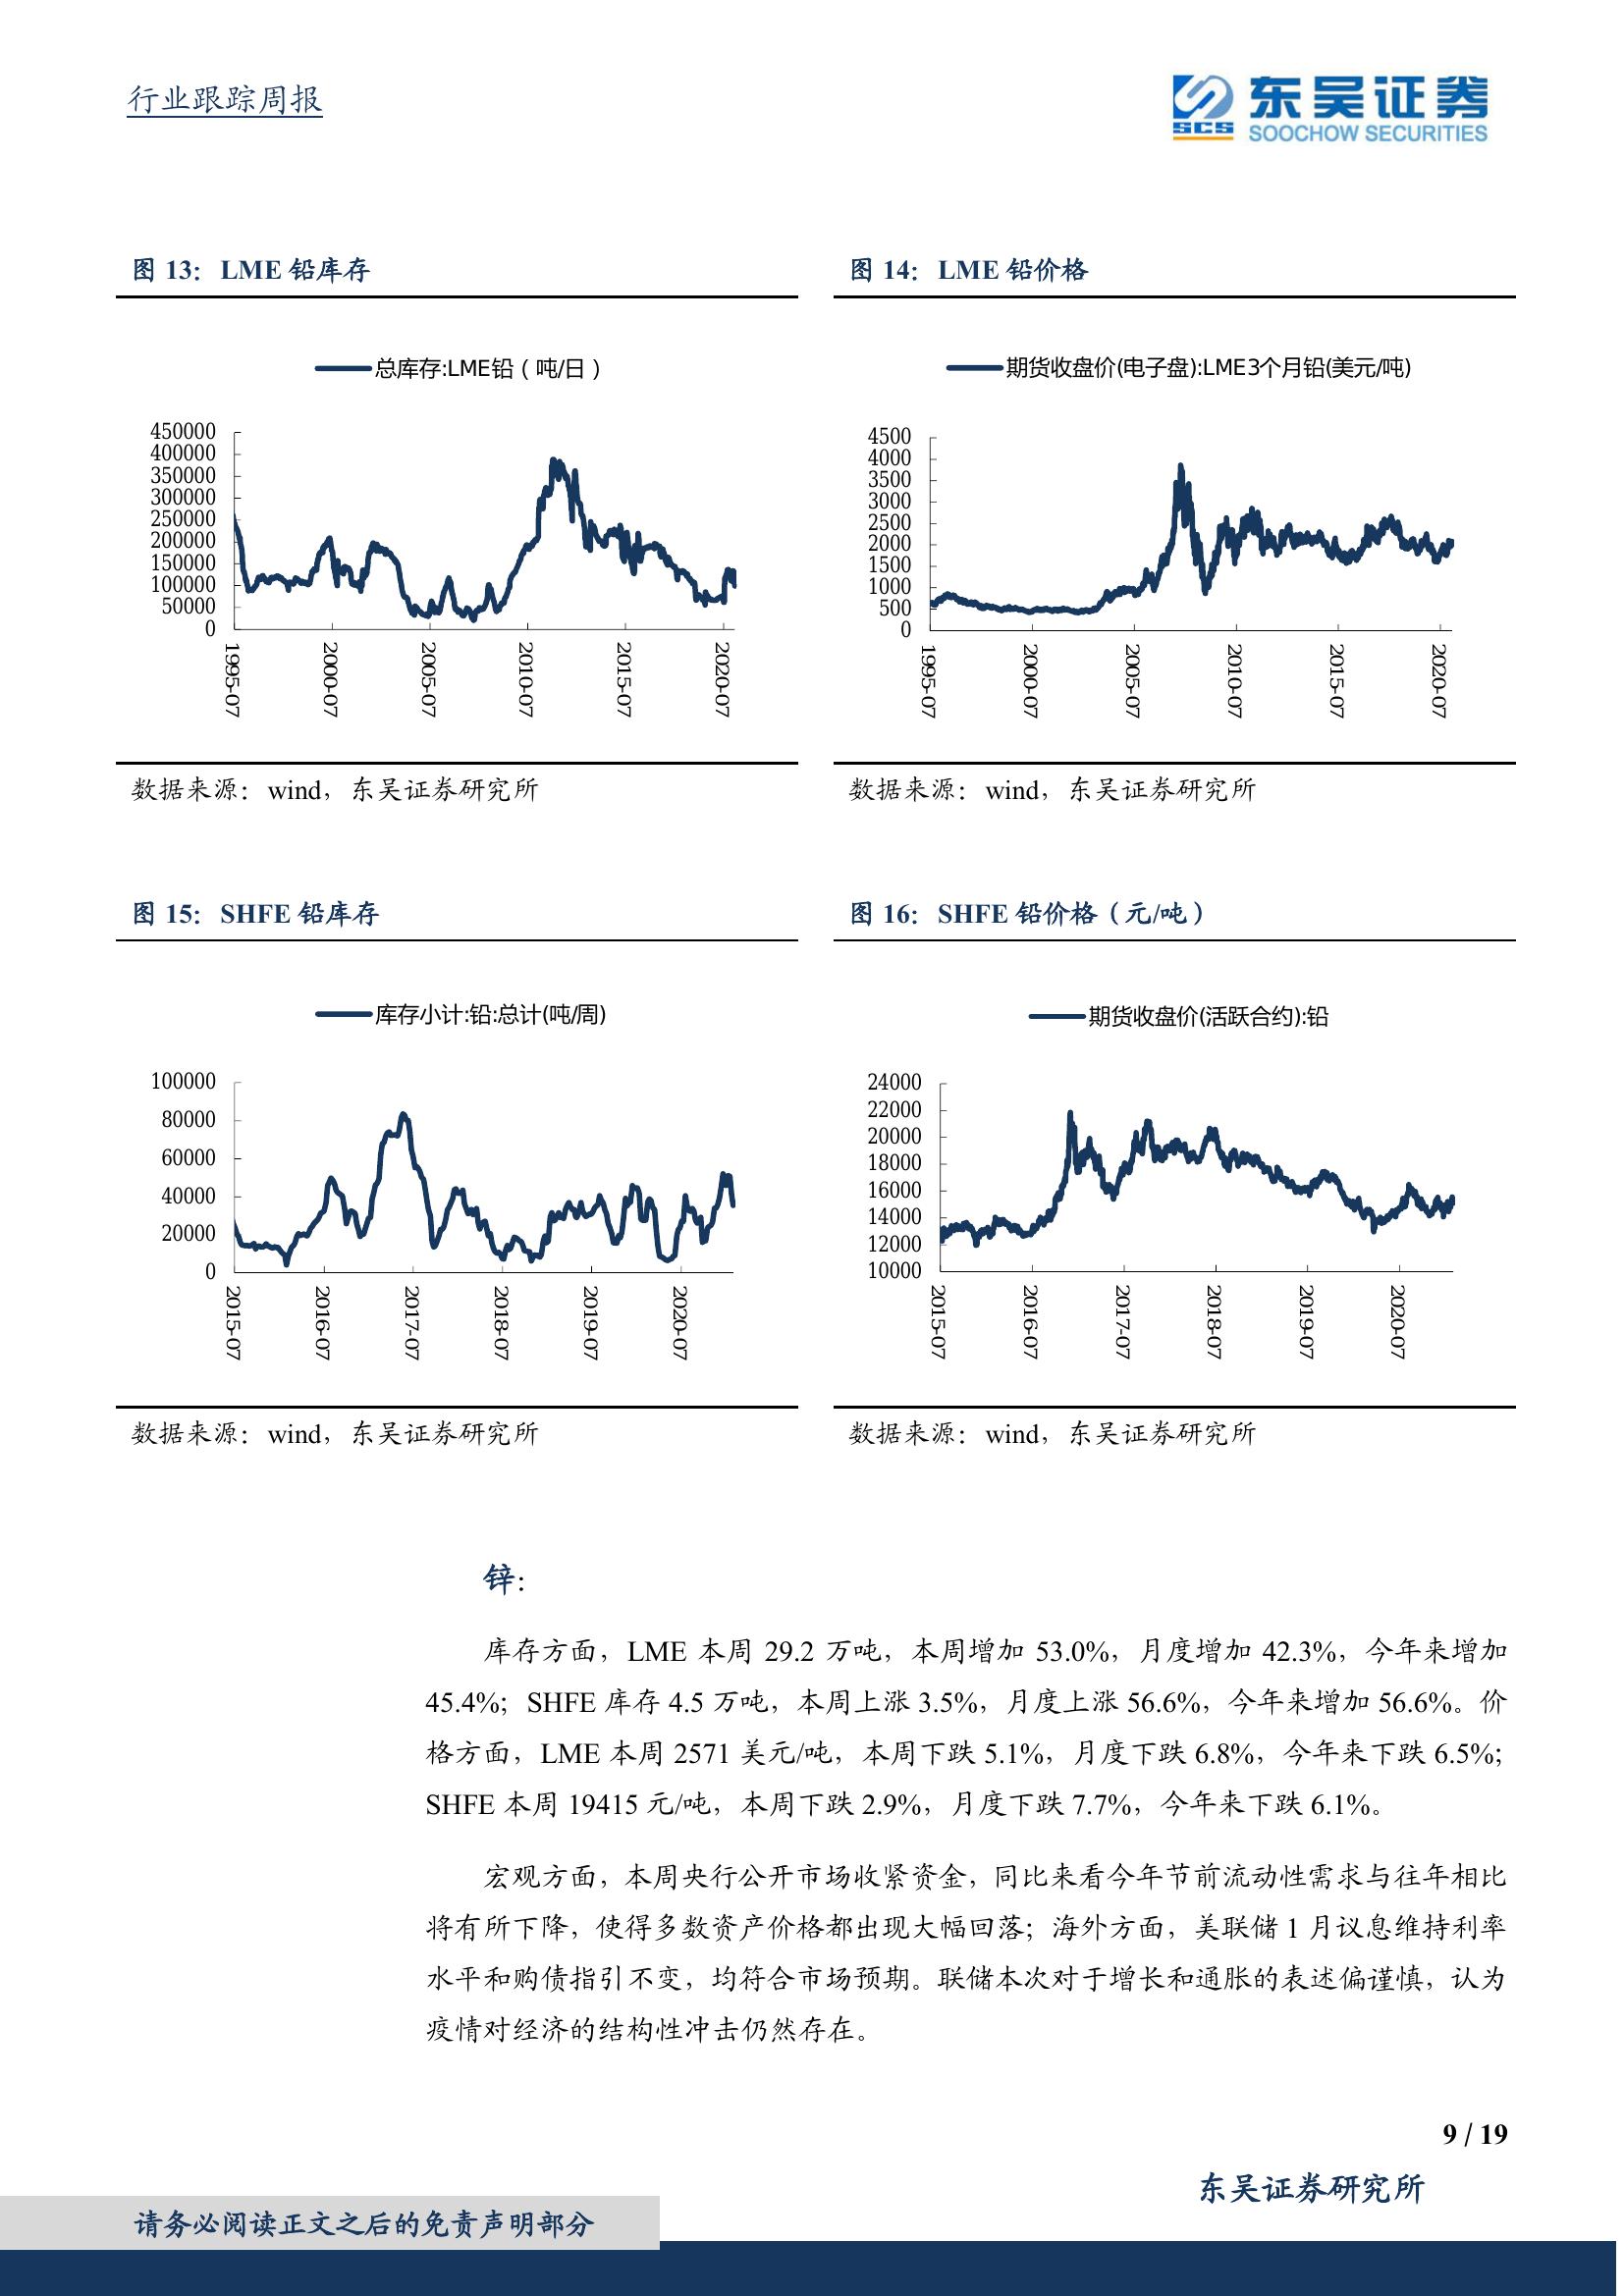 行业跟踪周报
SCS
东吴证券
SOOCHOW SECURITIES
图 13： LME 铅库存
总库存:LME铅（吨/日）
450000
400000
350000
300000
250000
200000
150000
100000
50000
0
1995-07
2000-07
2005-07
2010-07
2015-07
2020-07
数据来源：wind，东吴证券研究所
图 14： LME 铅价格
期货收盘价(电子盘):LME3个月铅(美元/吨)
4500
4000
3500
3000
2500
2000
1500
1000
500
0
1995-07
2000-07
2005-07
2010-07
2015-07
2020-07
数据来源：wind，东吴证券研究所
图 15： SHFE 铅库存
库存小计:铅:总计(吨/周)
100000
80000
60000
40000
20000
0
2015-07
2016-07
2017-07
2018-07
2019-07
2020-07
数据来源：wind，东吴证券研究所
图 16： SHFE 铅价格（元/吨）
期货收盘价(活跃合约):铅
24000
22000
20000
18000
16000
14000
12000
10000
2015-07
2016-07
2017-07
2018-07
2019-07
2020-07
数据来源：wind，东吴证券研究所
锌：
库存方面，LME 本周 29.2 万吨，本周增加 53.0%，月度增加 42.3%，今年来增加
45.4%；SHFE 库存 4.5 万吨，本周上涨 3.5%，月度上涨 56.6%，今年来增加 56.6%。价
格方面，LME 本周 2571 美元/吨，本周下跌 5.1%，月度下跌 6.8%，今年来下跌 6.5%；
SHFE 本周 19415 元/吨，本周下跌 2.9%，月度下跌 7.7%，今年来下跌 6.1%。
宏观方面，本周央行公开市场收紧资金，同比来看今年节前流动性需求与往年相比
将有所下降，使得多数资产价格都出现大幅回落；海外方面，美联储 1 月议息维持利率
水平和购债指引不变，均符合市场预期。联储本次对于增长和通胀的表述偏谨慎，认为
疫情对经济的结构性冲击仍然存在。
9 / 19
东吴证券研究所
请务必阅读正文之后的免责声明部分